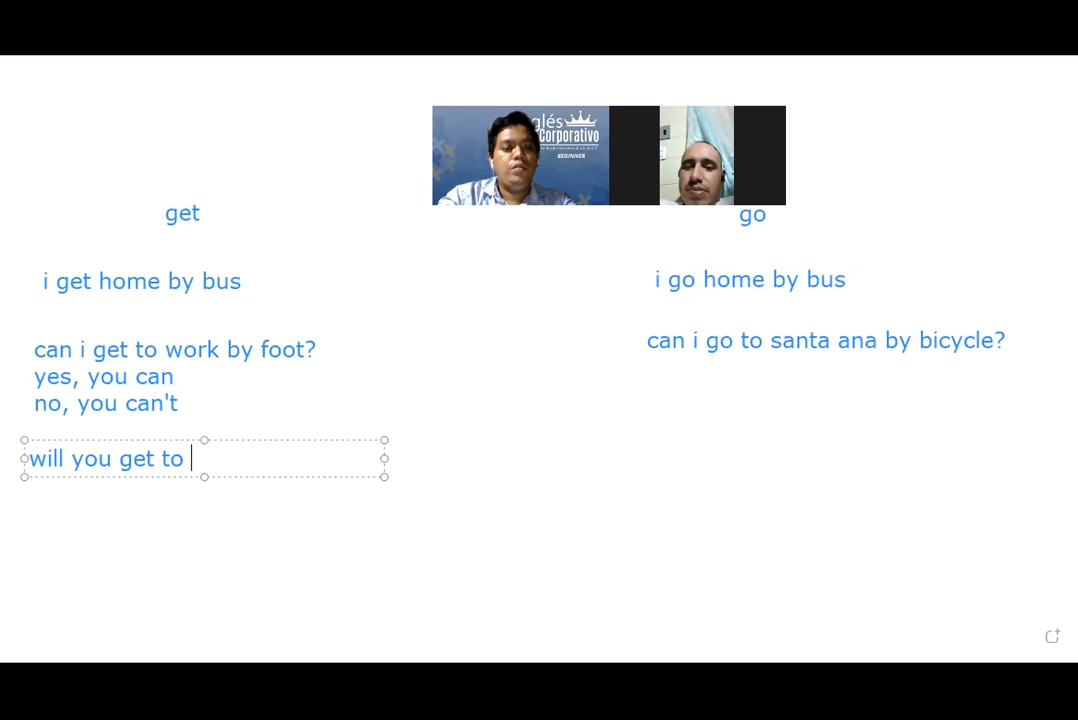 glés
Corporativo
BEGINNER
get
go
i get home by bus
i go home by bus
can i get to work by foot?
yes, you can
no, you can't
can i go to santa ana by bicycle?
will you get to